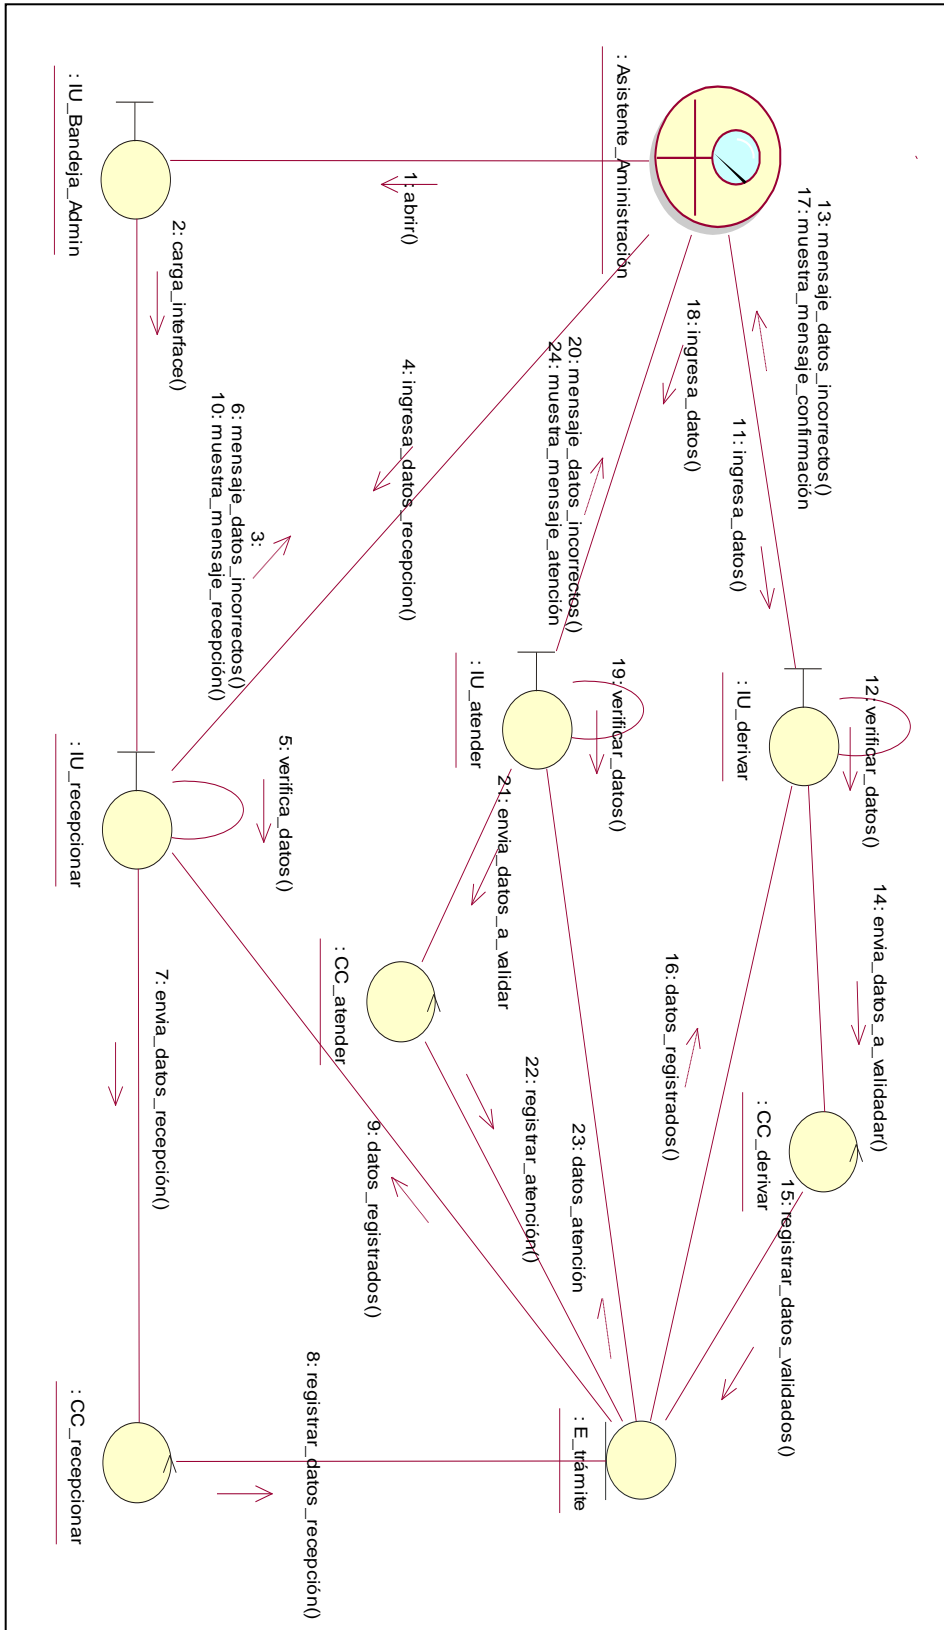 13: mensaje_datos_incorrectos()
17: muestra_mensaje_confirmación
12: verificar_datos()
14: envia_datos_a_validadar()
11: ingresa_datos()
: IU_derivar
: CC_derivar
15: registrar_datos_validados()
: Asistente_Aministración
18: ingresa_datos()
16: datos_registrados()
20: mensaje_datos_incorrectos()
24: muestra_mensaje_atención
19: verificar_datos()
: IU_atender
21: envia_datos_a_validar
23: datos_atención
22: registrar_atención()
: E_trámite
1: abrir()
4: ingresa_datos_recepcion()
: CC_atender
9: datos_registrados()
3:
6: mensaje_datos_incorrectos()
10: muestra_mensaje_recepción()
5: verifica_datos()
8: registrar_datos_recepción()
2: carga_interface()
7: envia_datos_recepción()
: IU_Bandeja_Admin
: IU_recepcionar
: CC_recepcionar